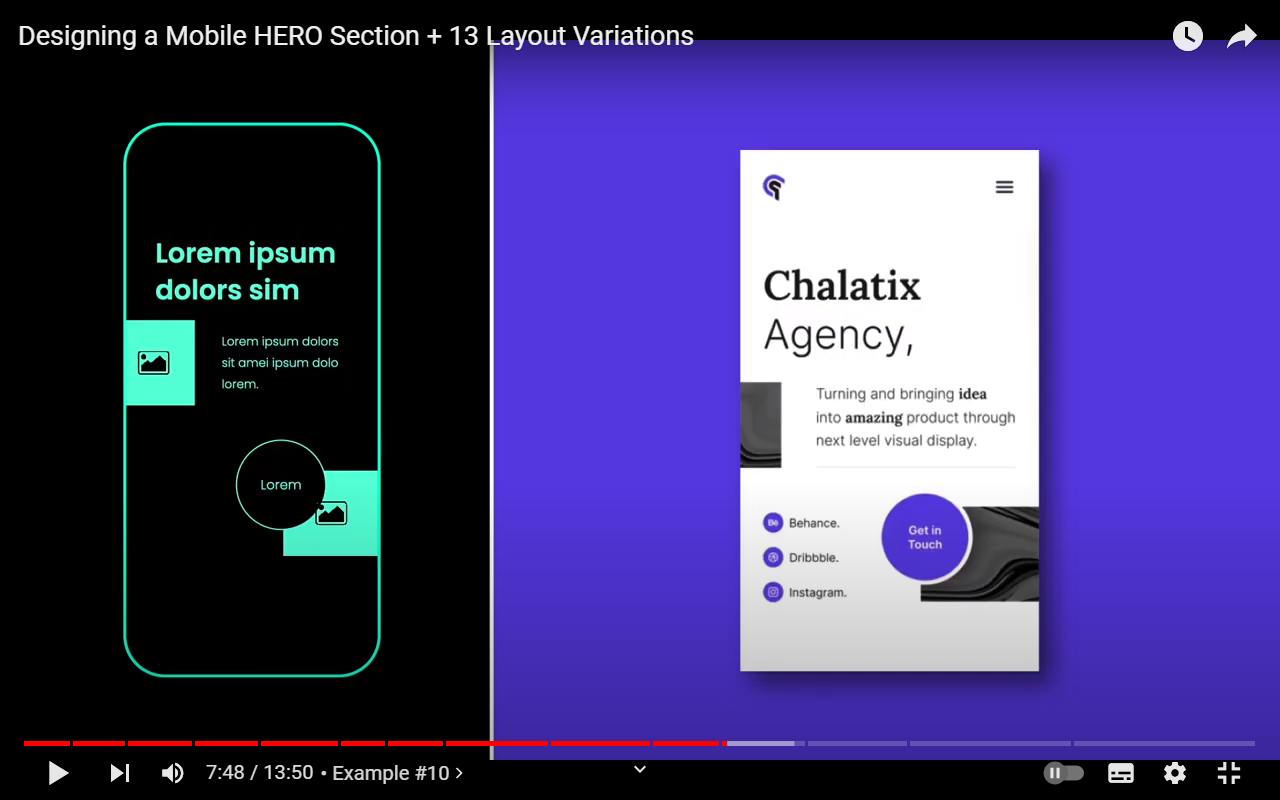 Designing a Mobile HERO Section + 13 Layout Variations
Lorem ipsum
dolors sim
Lorem ipsum dolors
sit amei ipsum dolo
lorem.
Lorem
Chalatix
Agency,
Turning and bringing idea
into amazing product through
next level visual display.
Bē Behance.
Dribbble.
Instagram.
Get in
Touch
7:48 / 13:50 • Example #10